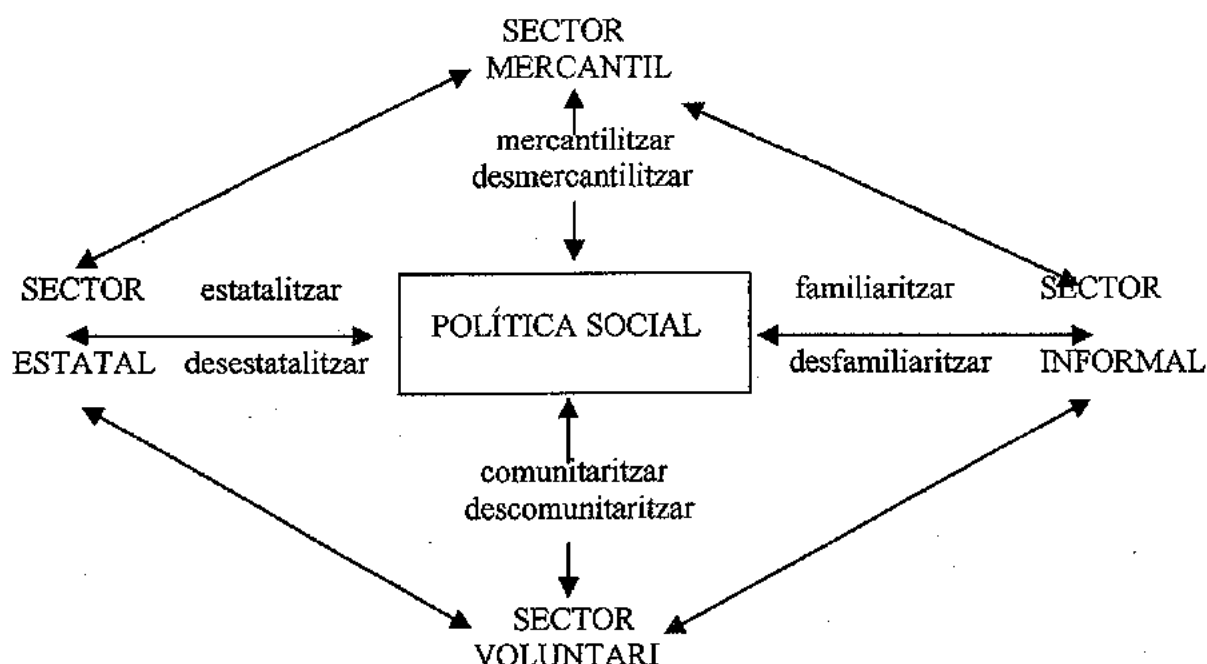 SECTOR
MERCANTIL
mercantilitzar
desmercantilitzar
SECTOR estatalitzar familiaritzar SECTOR
POLÍTICA SOCIAL
ESTATAL desestatalitzar desfamiliaritzar INFORMAL
comunitaritzar
descomunitaritzar
SECTOR
VOLUNTARI